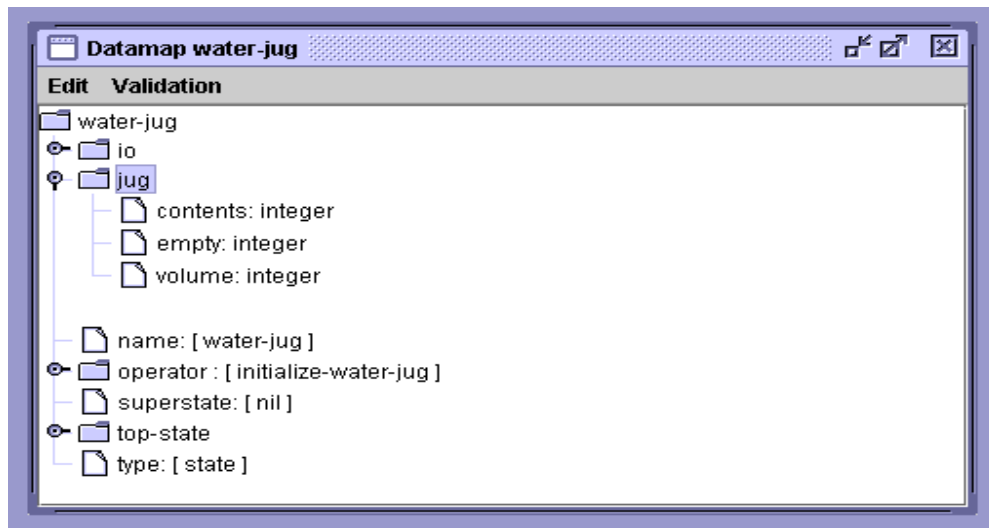 Datamap water-jug
Edit Validation
water-jug
io
jug
contents: integer
empty: integer
volume: integer
name: [ water-jug ]
operator : [ initialize-water-jug ]
superstate: [ nil ]
top-state
type: [ state ]